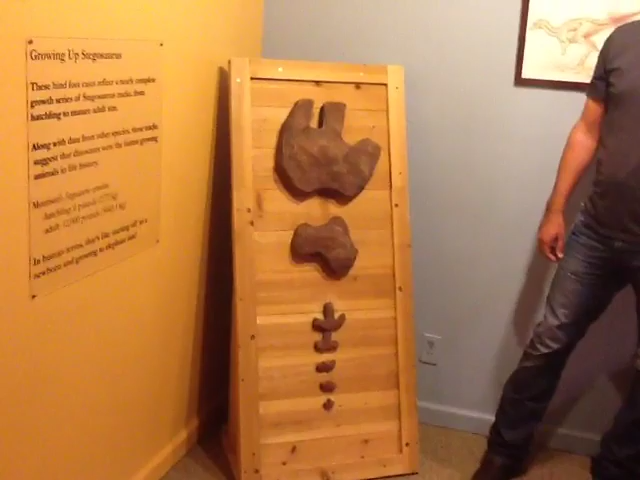 Growing Up Stegosaurus
These hind foot casts reflect a nearly complete
growth series of Stegosaurus tracks, from
hatchling to mature adult size.
Along with data from other species, these tracks
suggest that dinosaurs were the fastest growing
animals in life history.
hatchling:
adult:
In human terms, that's like starting off as a
newborn and growing to elephant size!